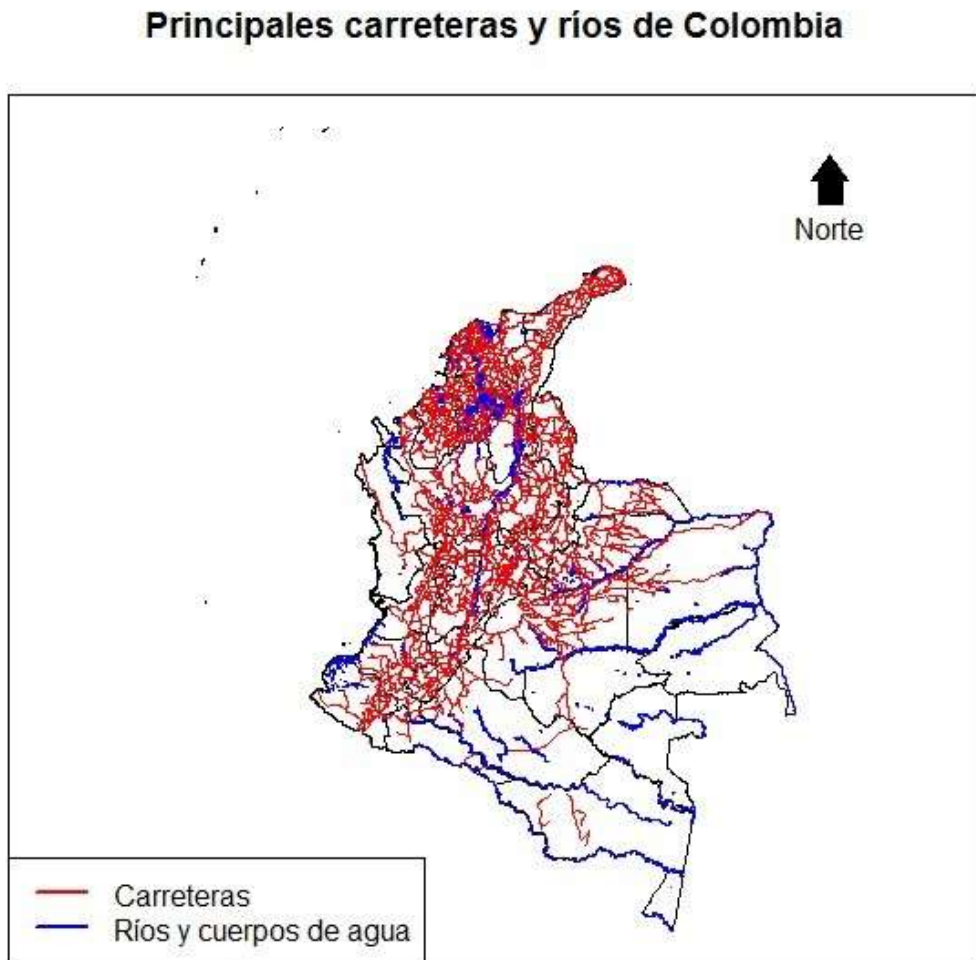 Principales carreteras y ríos de Colombia
Norte
Carreteras
Ríos y cuerpos de agua